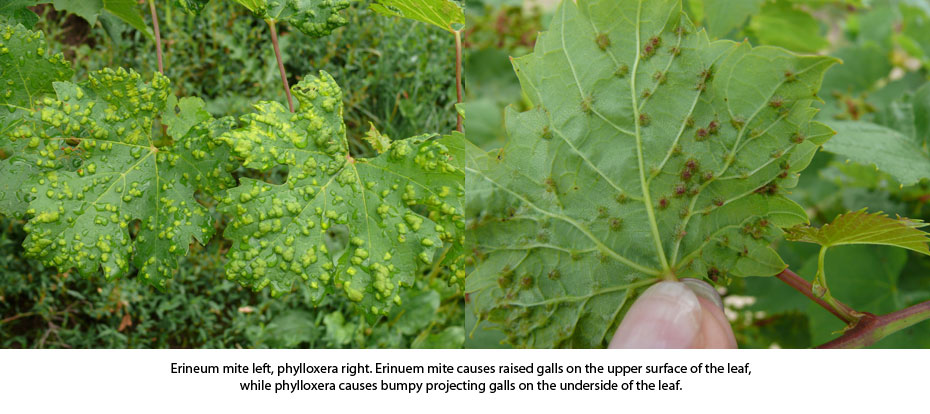 Erineum mite left, phylloxera right. Erinuem mite causes raised galls on the upper surface of the leaf,
while phylloxera causes bumpy projecting galls on the underside of the leaf.